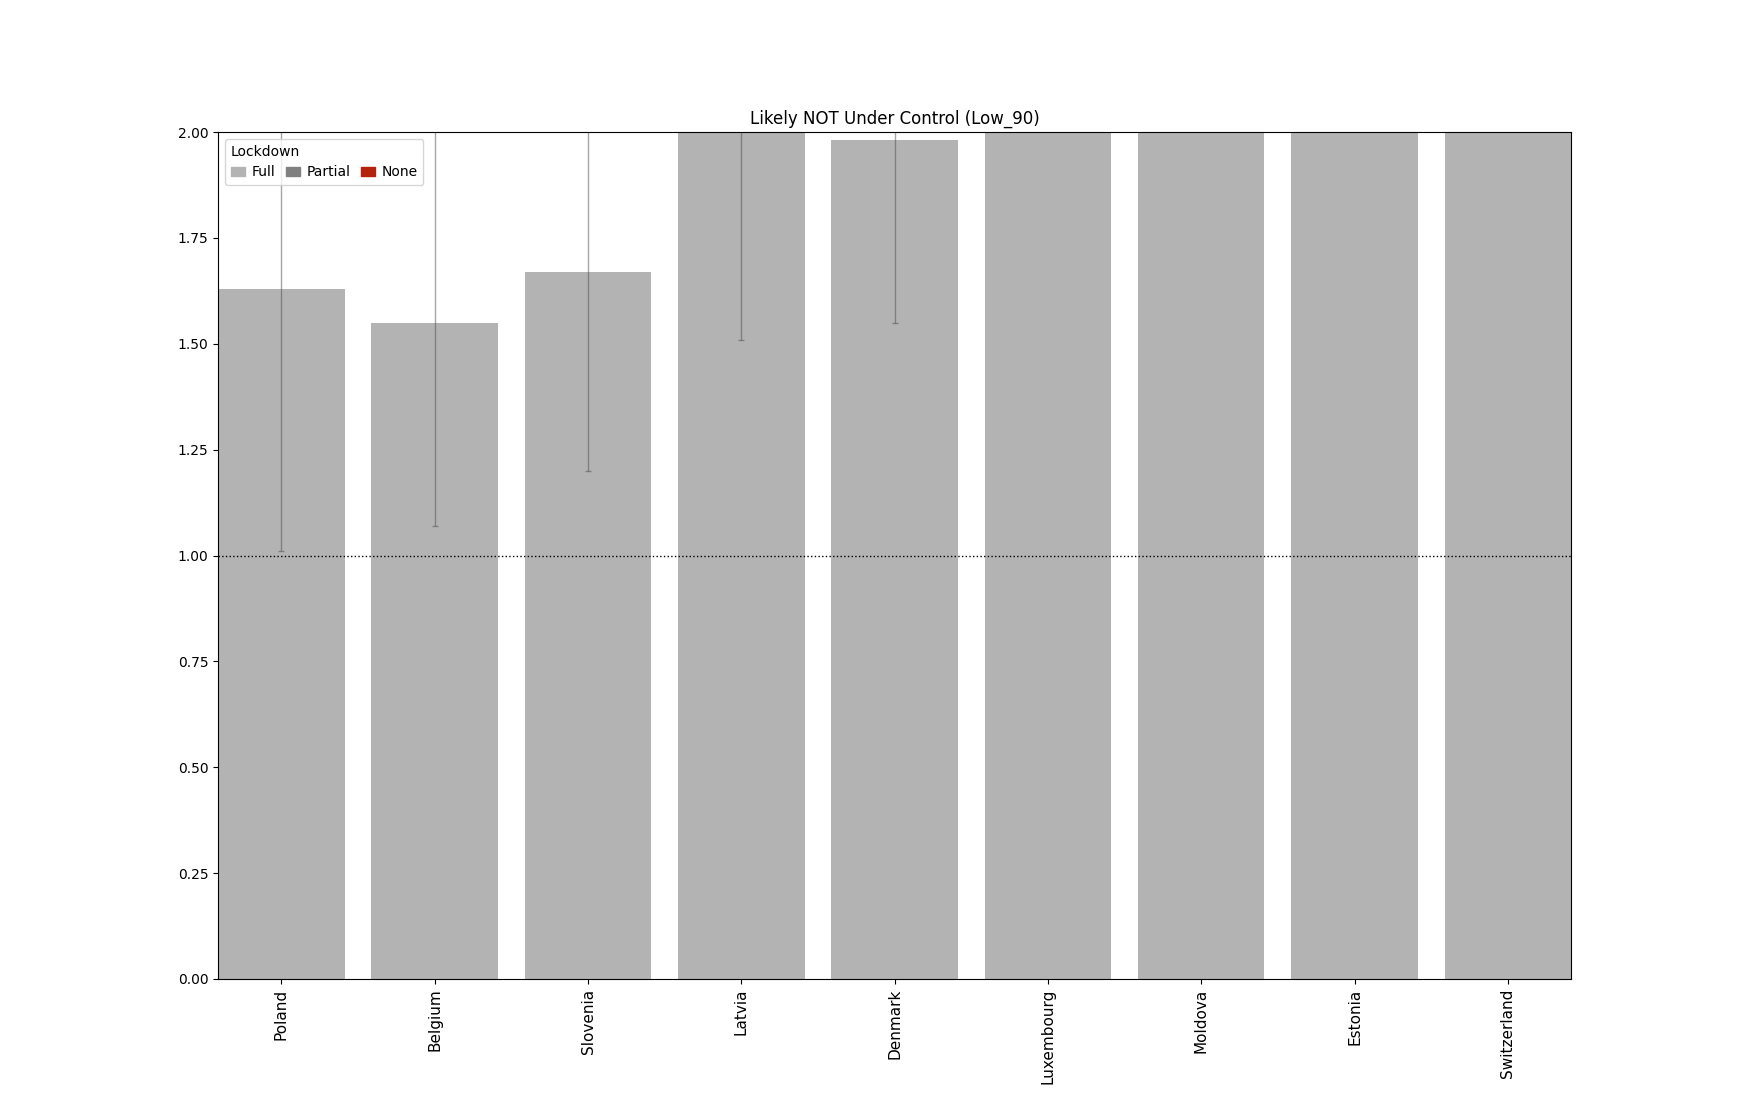 Likely NOT Under Control (Low_90)
2.00
Lockdown
Full Partial None
1.75
1.50
1.25
1.00
0.75
0.50
0.25
0.00
Poland
Belgium
Slovenia
Latvia
Denmark
Luxembourg
Moldova
Estonia
Switzerland